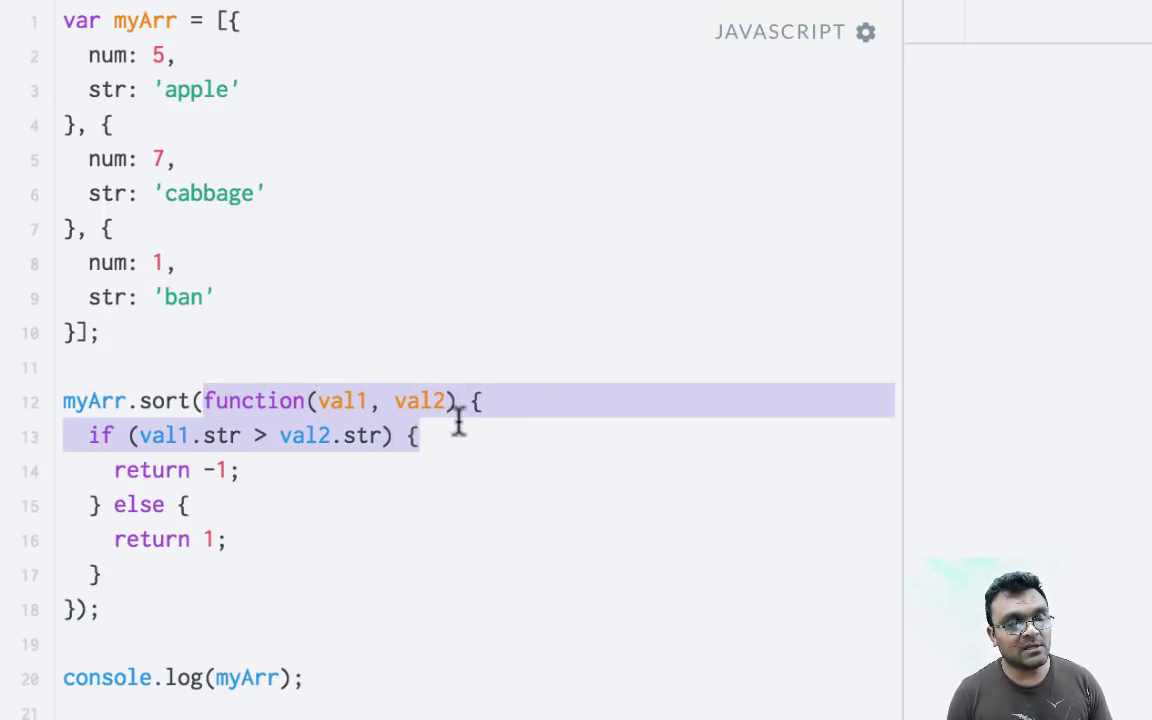 JAVASCRIPT
1 var myArr = [{
2 num: 5,
3 str: 'apple'
4 }, {
5 num: 7,
6 str: 'cabbage'
7 }, {
8 num: 1,
9 str: 'ban'
10 }];
11
12 myArr.sort(function(val1, val2) {
13 if (val1.str > val2.str) {
14 return -1;
15 } else {
16 return 1;
17 }
18 });
19
20 console.log(myArr);
21